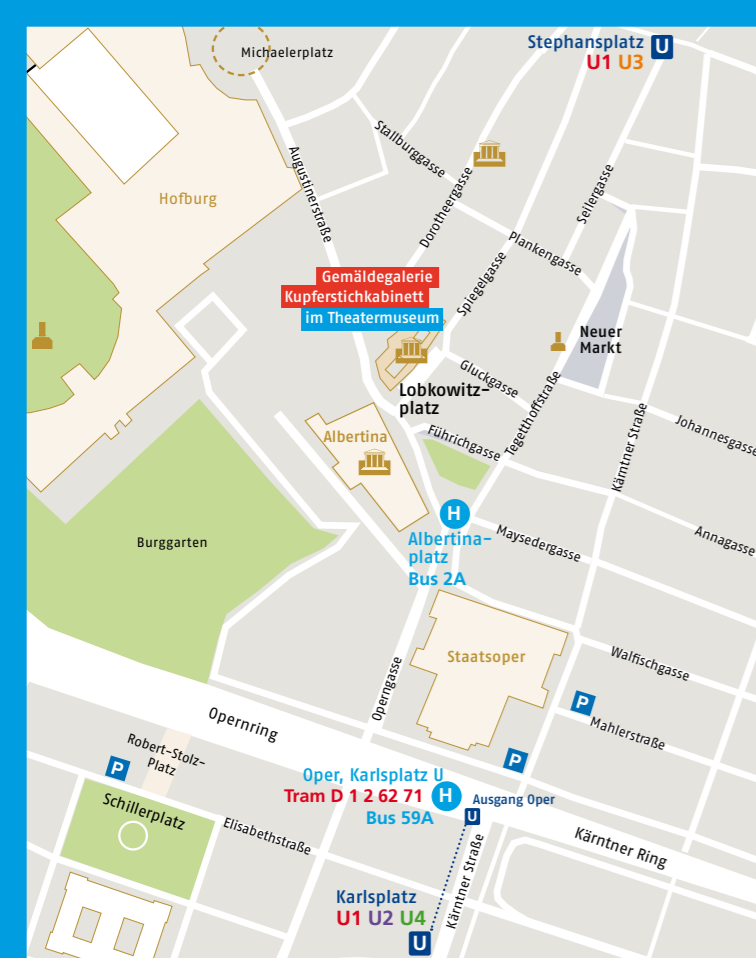 Michaelerplatz
Stephansplatz
U
U1 U3
Stallburggasse
Augustinerstraße
Dorotheergasse
Seilergasse
Hofburg
Plankengasse
Spiegelgasse
Gemäldegalerie
Kupferstichkabinett
im Theatermuseum
Neuer
Markt
Gluckgasse
Lobkowitz-
platz
Tegetthoffstraße
Kärntner Straße
Johannesgasse
Albertina
Führichgasse
H
Albertina-
platz
Bus 2A
Maysedergasse
Annagasse
Burggarten
Staatsoper
Walfischgasse
Operngasse
P
Mahlerstraße
Opernring
Robert-Stolz-
Platz
P
P
Oper, Karlsplatz U
Tram D 1 2 62 71
H
Bus 59A
Ausgang Oper
U
Schillerplatz
Elisabethstraße
Kärntner Ring
Kärntner Straße
Karlsplatz
U1 U2 U4
U